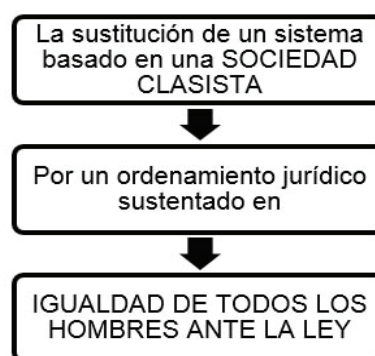 La sustitución de un sistema
basado en una SOCIEDAD
CLASISTA
Por un ordenamiento jurídico
sustentado en
IGUALDAD DE TODOS LOS
HOMBRES ANTE LA LEY